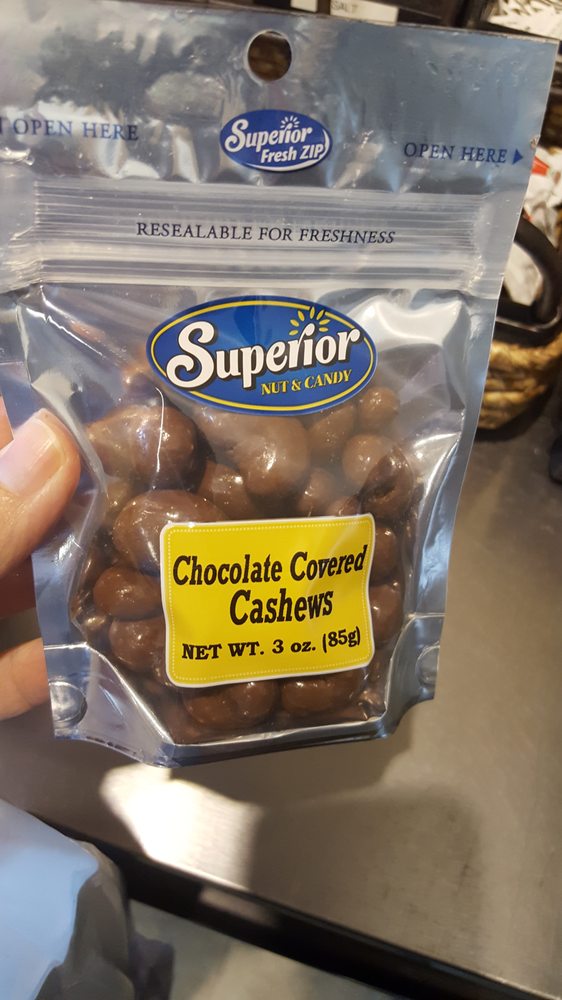 SALT
OPEN HERE
Superior
Fresh ZIP
OPEN HERE
RESEALABLE FOR FRESHNESS
Superior
NUT & CANDY
Chocolate Covered
Cashews
NET WT. 3 oz. (85g)